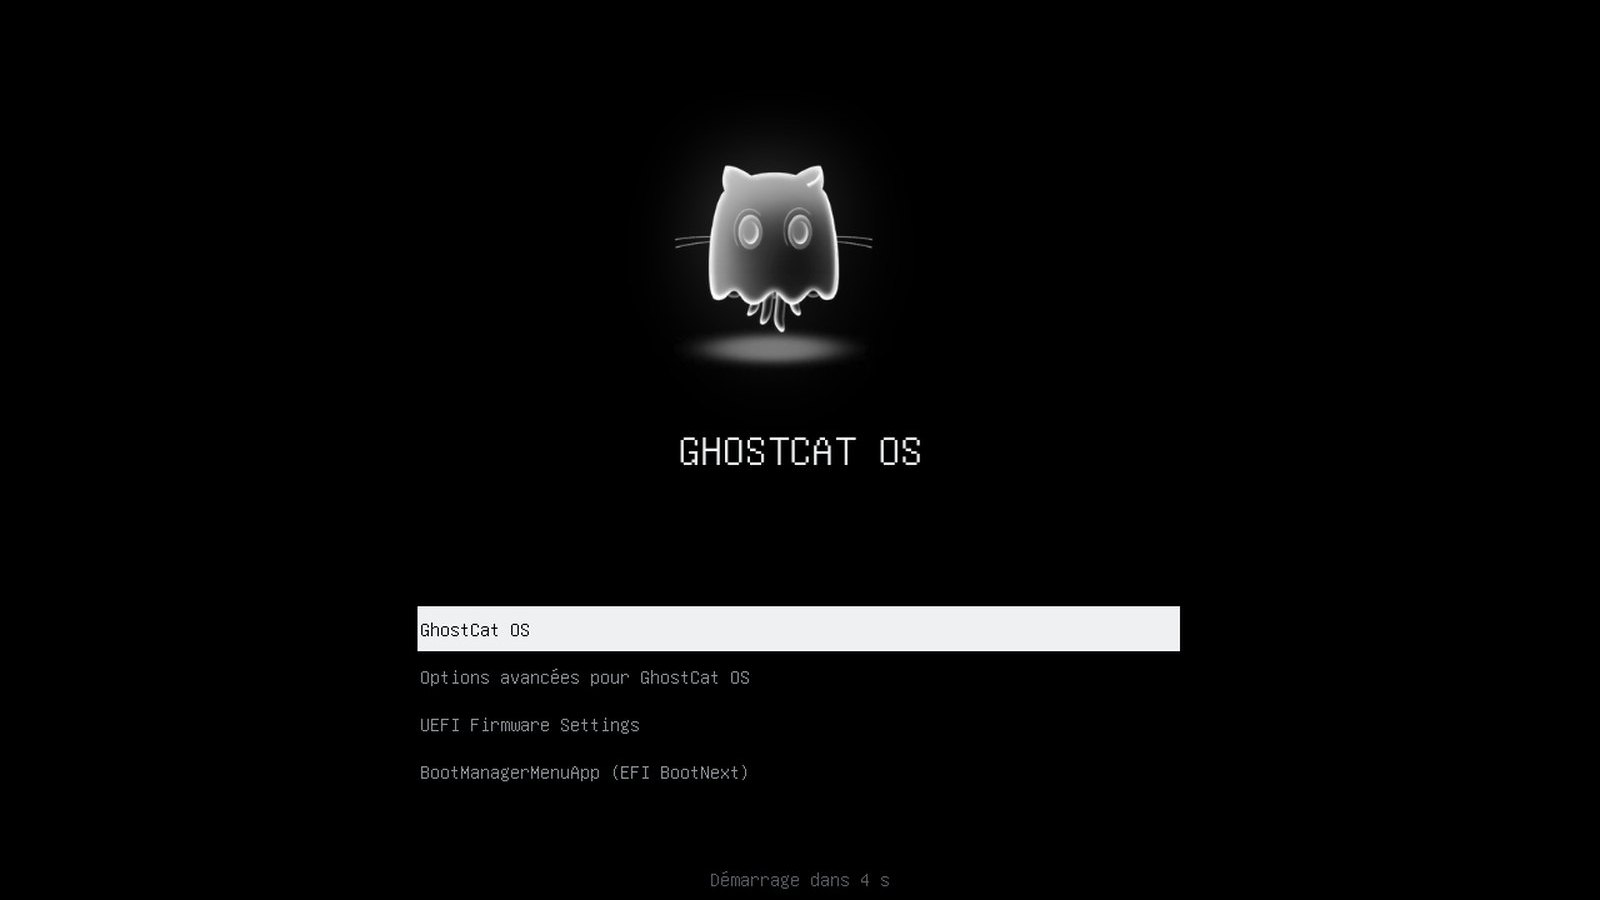 GHOSTCAT OS
GhostCat OS
Options avancées pour GhostCat OS
UEFI Firmware Settings
BootManagerMenuApp (EFI BootNext)
Démarrage dans 4 s